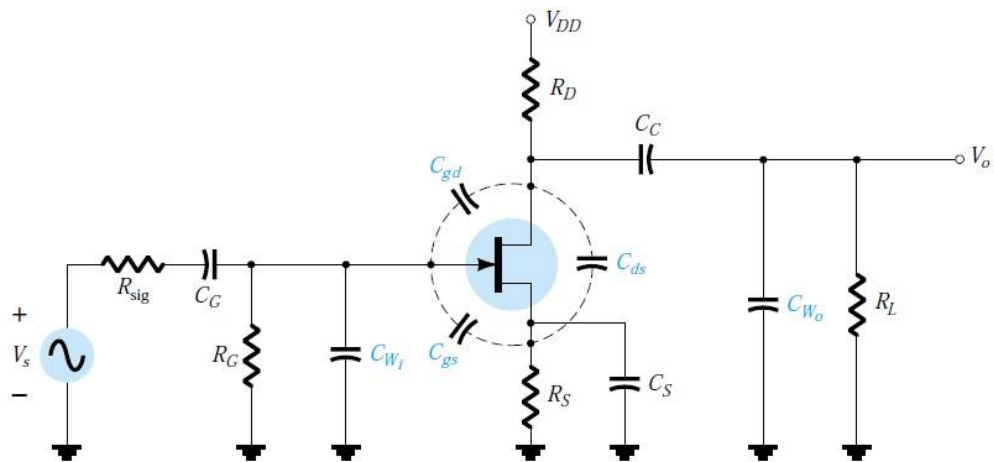 V_DD
R_D
C_C
V_o
C_gd
C_ds
R_sig
C_G
+
V_s
−
R_G
C_Wi
C_gs
R_S
C_S
C_Wo
R_L